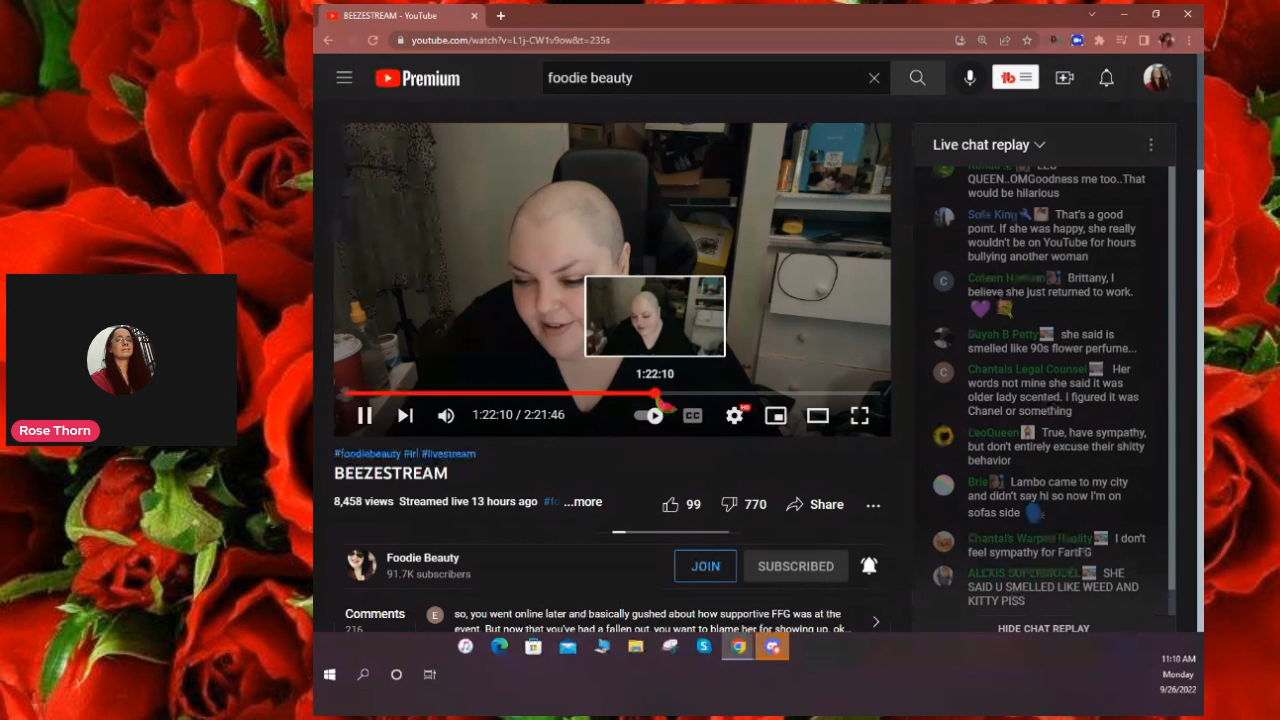 BEEZESTREAM - YouTube
youtube.com/watch?v=L1j-CW1v9ow&t=235s
Premium
foodie beauty
Live chat replay
QUEEN..OMGoodness me too..That
would be hilarious
Sofa King That's a good
point. If she was happy, she really
wouldn't be on YouTube for hours
bullying another
woman
Brittany, I
believe she just returned to work.
Dayah B Petty she said is
smelled like 90s flower perfume...
Chantals Legal Counsel Her
words not mine she said it was
older lady scented. I figured it was
Chanel or something
LeoQueen True, have sympathy,
but don't entirely excuse their shitty
behavior
Brie Lambo came to my city
and didn't say hi so now I'm on
sofas side
Chantal's Warped Reality I don't
feel sympathy for FartFG
ALEXIS SUPERMODEL SHE
SAID U SMELLED LIKE WEED AND
KITTY PISS
HIDE CHAT REPLAY
1:22:10
1:22:10 / 2:21:46
CC
HD
#foodiebeauty #irl #livestream
BEEZESTREAM
8,458 views Streamed live 13 hours ago #fo ...more
99
770
Share
Foodie Beauty
91.7K subscribers
JOIN
SUBSCRIBED
Comments
216
E
so, you went online later and basically gushed about how supportive FFG was at the
event. But now that you've had a fallen out, you want to blame her for showing up. ok...
Rose Thorn
11:10 AM
Monday
9/26/2022